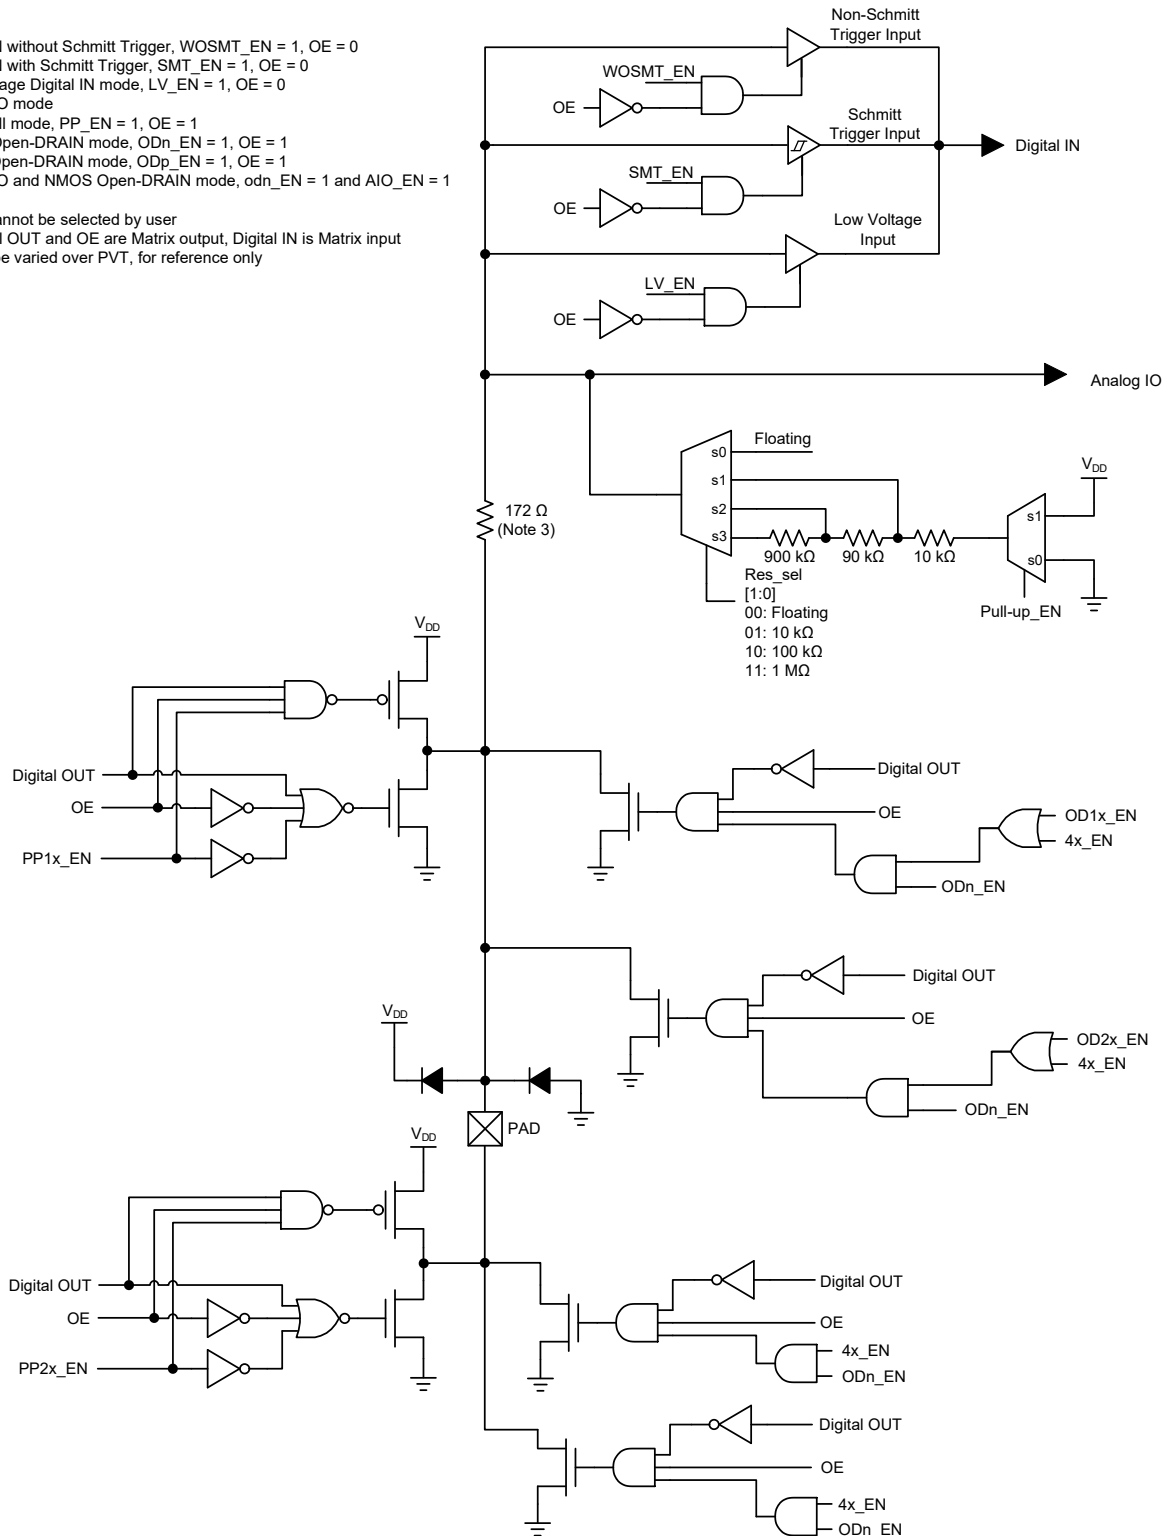 without Schmitt Trigger, WOSMT_EN = 1, OE = 0
with Schmitt Trigger, SMT_EN = 1, OE = 0
Digital IN mode, LV_EN = 1, OE = 0
mode
mode, PP_EN = 1, OE = 1
Open-DRAIN mode, ODn_EN = 1, OE = 1
Open-DRAIN mode, ODp_EN = 1, OE = 1
and NMOS Open-DRAIN mode, odn_EN = 1 and AIO_EN = 1
be selected by user
OUT and OE are Matrix output, Digital IN is Matrix input
varied over PVT, for reference only
Non-Schmitt
Trigger Input
WOSMT_EN
OE
Schmitt
Trigger Input
Digital IN
SMT_EN
OE
Low Voltage
Input
LV_EN
OE
Analog IO
Floating
s0
s1
s2
s3
900 kΩ
90 kΩ
10 kΩ
VDD
s1
s0
Pull-up_EN
Res_sel
[1:0]
00: Floating
01: 10 kΩ
10: 100 kΩ
11: 1 MΩ
172 Ω
(Note 3)
VDD
Digital OUT
OE
PP1x_EN
Digital OUT
OE
OD1x_EN
4x_EN
ODn_EN
Digital OUT
OE
OD2x_EN
4x_EN
ODn_EN
VDD
PAD
VDD
Digital OUT
OE
PP2x_EN
Digital OUT
OE
4x_EN
ODn_EN
Digital OUT
OE
4x_EN
ODn_EN